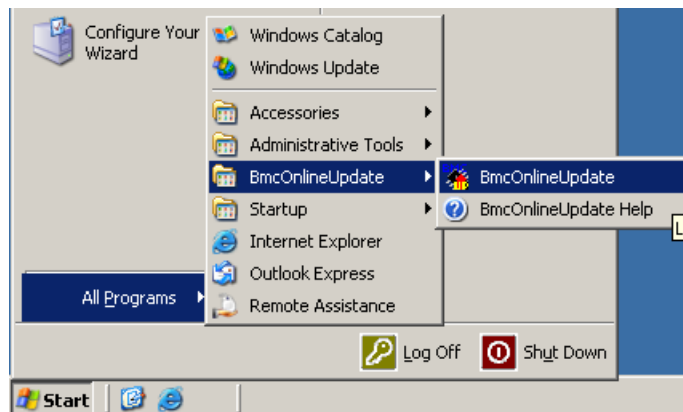 Configure Your
Wizard
Windows Catalog
Windows Update
Accessories
Administrative Tools
BmcOnlineUpdate
Startup
Internet Explorer
Outlook Express
Remote Assistance
BmcOnlineUpdate
BmcOnlineUpdate Help
L
All Programs
Log Off
Shut Down
Start